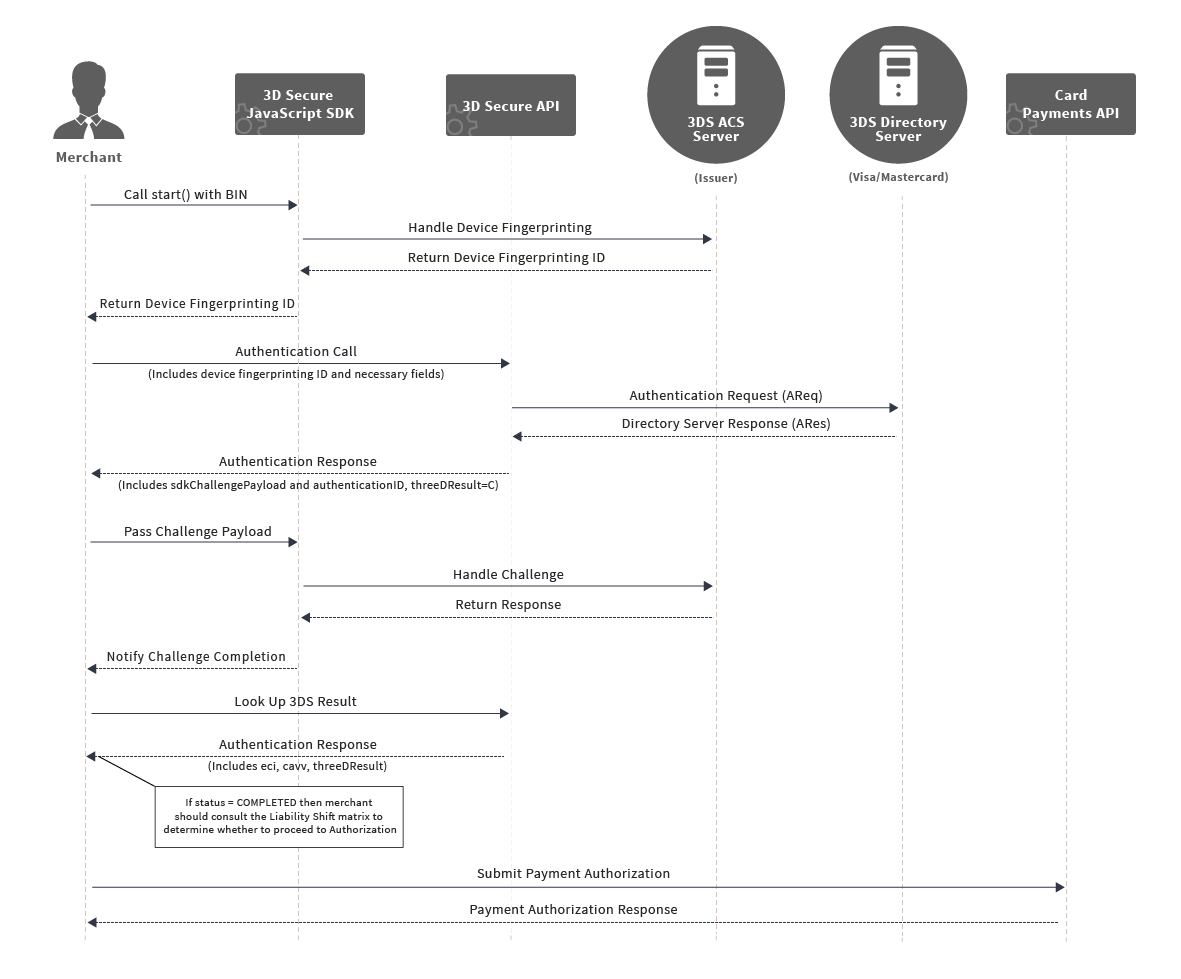 Merchant
3D Secure
JavaScript SDK
3D Secure API
3DS ACS
Server
(Issuer)
3DS Directory
Server
(Visa/Mastercard)
Card
Payments API
Call start() with BIN
Handle Device Fingerprinting
Return Device Fingerprinting ID
Return Device Fingerprinting ID
Authentication Call
(Includes device fingerprinting ID and necessary fields)
Authentication Request (AReq)
Directory Server Response (ARes)
Authentication Response
(Includes sdkChallengePayload and authenticationID, threeDResult=C)
Pass Challenge Payload
Handle Challenge
Return Response
Notify Challenge Completion
Look Up 3DS Result
Authentication Response
(Includes eci, cavv, threeDResult)
If status = COMPLETED then merchant
should consult the Liability Shift matrix to
determine whether to proceed to Authorization
Submit Payment Authorization
Payment Authorization Response